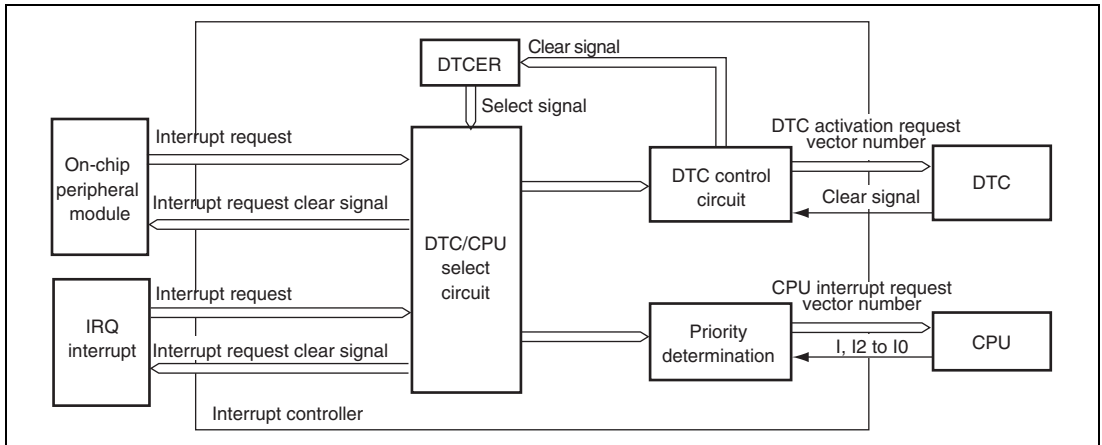 Clear signal
DTCER
Select signal
Interrupt request
DTC activation request
vector number
On-chip
peripheral
module
DTC control
circuit
DTC
Interrupt request clear signal
Clear signal
DTC/CPU
select
circuit
Interrupt request
CPU interrupt request
vector number
IRQ
interrupt
Priority
determination
CPU
Interrupt request clear signal
I, I2 to I0
Interrupt controller